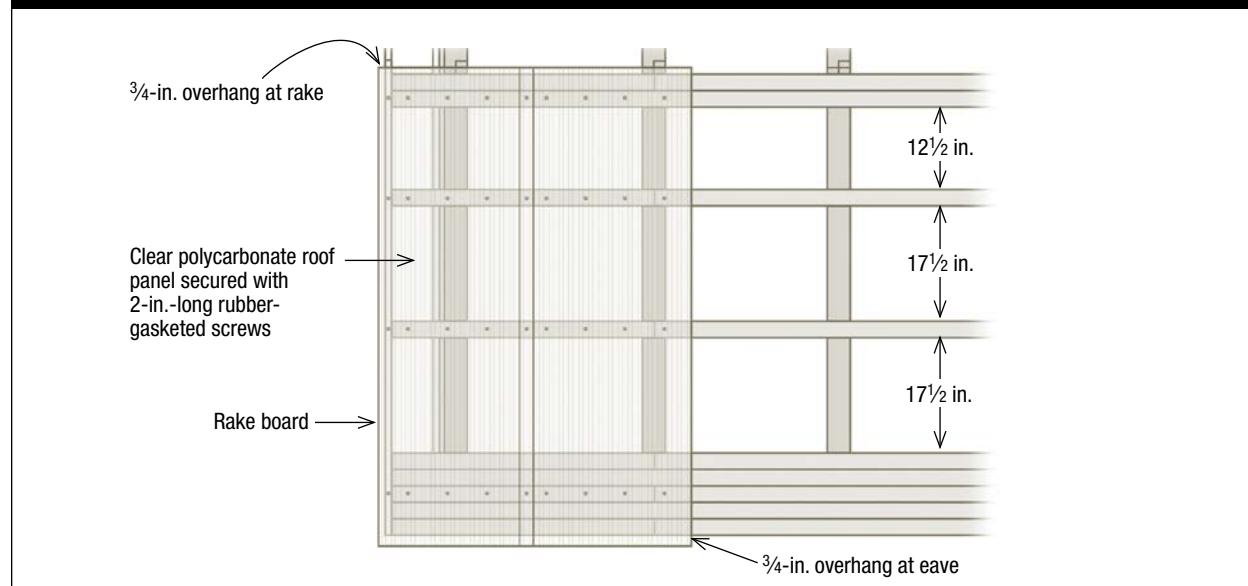 ¾-in. overhang at rake
12½ in.
Clear polycarbonate roof
panel secured with
2-in.-long rubber-
gasketed screws
17½ in.
Rake board
17½ in.
¾-in. overhang at eave